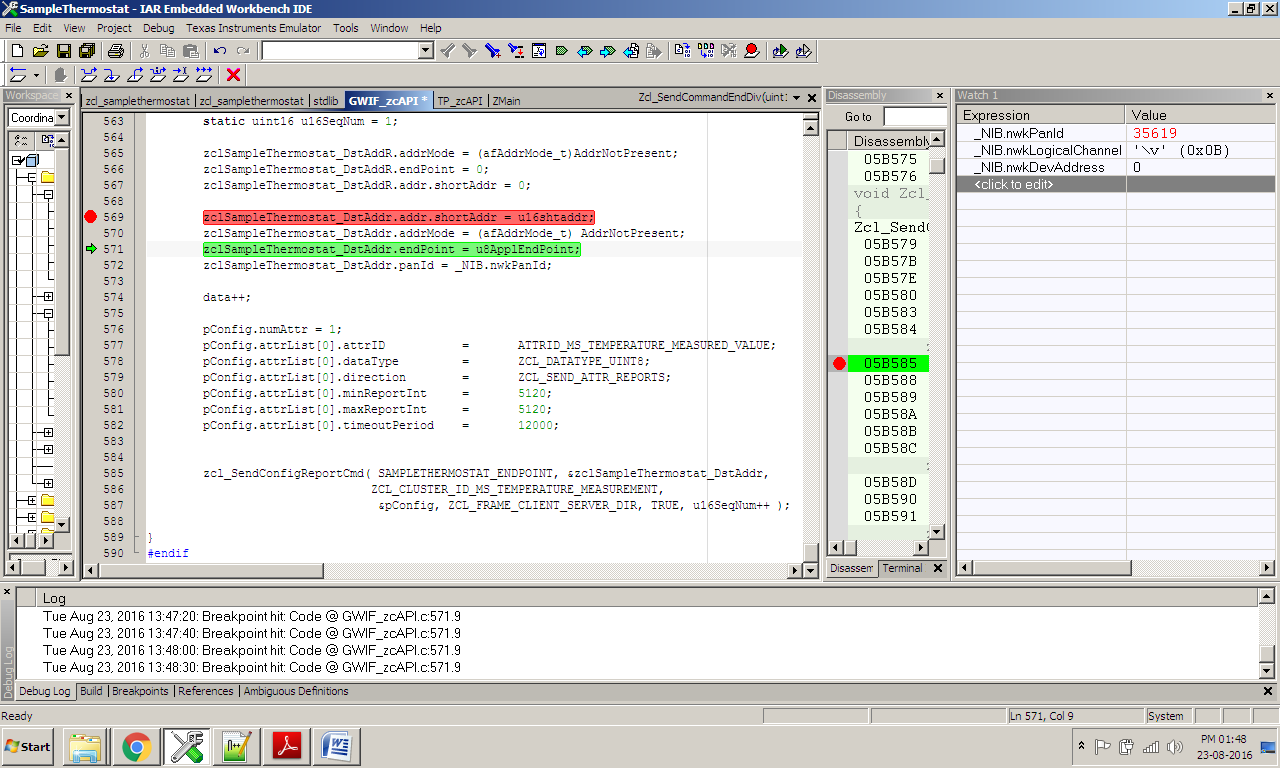 SampleThermostat - IAR Embedded Workbench IDE
File Edit View Project Debug Texas Instruments Emulator Tools Window Help
Workspace
Coordina
zcl_samplethermostat zcl_samplethermostat stdlib GWIF_zcAPI * TP_zcAPI ZMain Zcl_SendCommandEndDiv(uint:
563 static uint16 u16SeqNum = 1;
564
565 zclSampleThermostat_DstAddR.addrMode = (afAddrMode_t)AddrNotPresent;
566 zclSampleThermostat_DstAddR.endPoint = 0;
567 zclSampleThermostat_DstAddR.addr.shortAddr = 0;
568
569 zclSampleThermostat_DstAddr.addr.shortAddr = u16shtaddr;
570 zclSampleThermostat_DstAddr.addrMode = (afAddrMode_t) AddrNotPresent;
571 zclSampleThermostat_DstAddr.endPoint = u8ApplEndPoint;
572 zclSampleThermostat_DstAddr.panId = _NIB.nwkPanId;
573
574 data++;
575
576 pConfig.numAttr = 1;
577 pConfig.attrList[0].attrID = ATTRID_MS_TEMPERATURE_MEASURED_VALUE;
578 pConfig.attrList[0].dataType = ZCL_DATATYPE_UINT8;
579 pConfig.attrList[0].direction = ZCL_SEND_ATTR_REPORTS;
580 pConfig.attrList[0].minReportInt = 5120;
581 pConfig.attrList[0].maxReportInt = 5120;
582 pConfig.attrList[0].timeoutPeriod = 12000;
583
584
585 zcl_SendConfigReportCmd( SAMPLETHERMOSTAT_ENDPOINT, &zclSampleThermostat_DstAddr,
586 ZCL_CLUSTER_ID_MS_TEMPERATURE_MEASUREMENT,
587 &pConfig, ZCL_FRAME_CLIENT_SERVER_DIR, TRUE, u16SeqNum++ );
588
589 }
590 #endif
Disassembly
Go to
Disassembly
05B575
05B576
void Zcl_
{
Zcl_Send
05B579
05B57B
05B57E
05B580
05B583
05B584
05B585
05B588
05B589
05B58A
05B58B
05B58C
05B58D
05B590
05B591
Disassem Terminal
Watch 1
Expression Value
_NIB.nwkPanId 35619
_NIB.nwkLogicalChannel '\v' (0x0B)
_NIB.nwkDevAddress 0
<click to edit>
Log
Tue Aug 23, 2016 13:47:20: Breakpoint hit: Code @ GWIF_zcAPI.c:571.9
Tue Aug 23, 2016 13:47:40: Breakpoint hit: Code @ GWIF_zcAPI.c:571.9
Tue Aug 23, 2016 13:48:00: Breakpoint hit: Code @ GWIF_zcAPI.c:571.9
Tue Aug 23, 2016 13:48:30: Breakpoint hit: Code @ GWIF_zcAPI.c:571.9
Debug Log
Debug Log Build Breakpoints References Ambiguous Definitions
Ready Ln 571, Col 9 System
Start
PM 01:48
23-08-2016